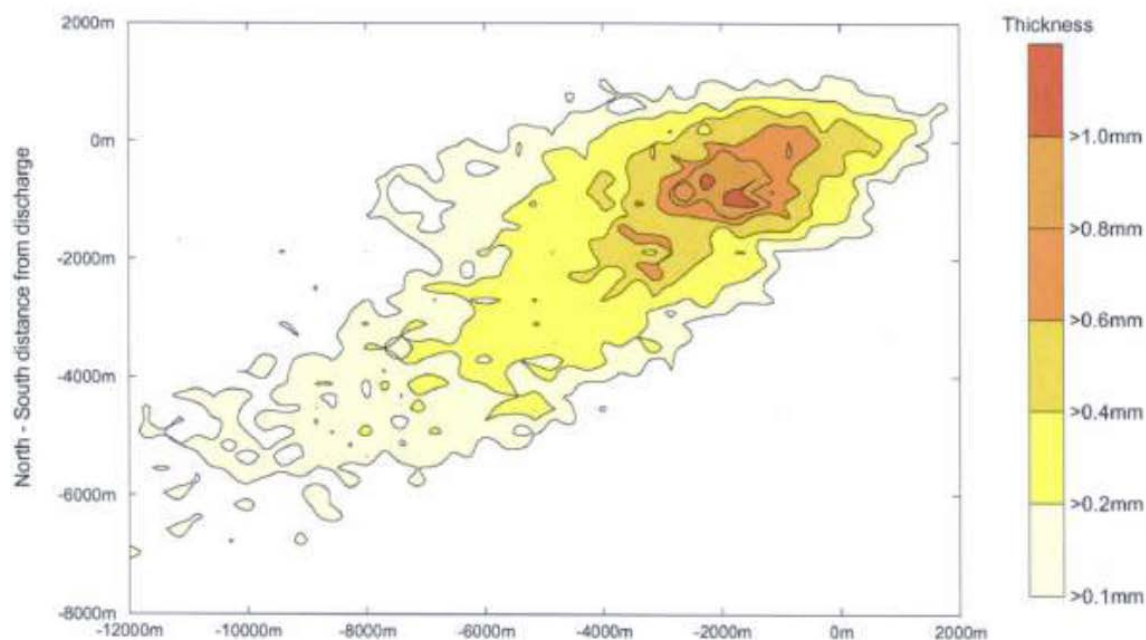 Thickness
2000m
0m
-2000m
-4000m
-6000m
-8000m
North - South distance from discharge
-12000m -10000m -8000m -6000m -4000m -2000m 0m 2000m
>1.0mm
>0.8mm
>0.6mm
>0.4mm
>0.2mm
>0.1mm